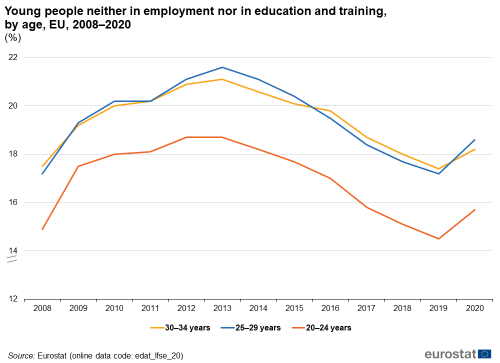 Young people neither in employment nor in education and training,
by age, EU, 2008–2020
(%)
22
20
18
16
14
12
2008 2009 2010 2011 2012 2013 2014 2015 2016 2017 2018 2019 2020
30–34 years 25–29 years 20–24 years
Source: Eurostat (online data code: edat_lfse_20)
eurostat